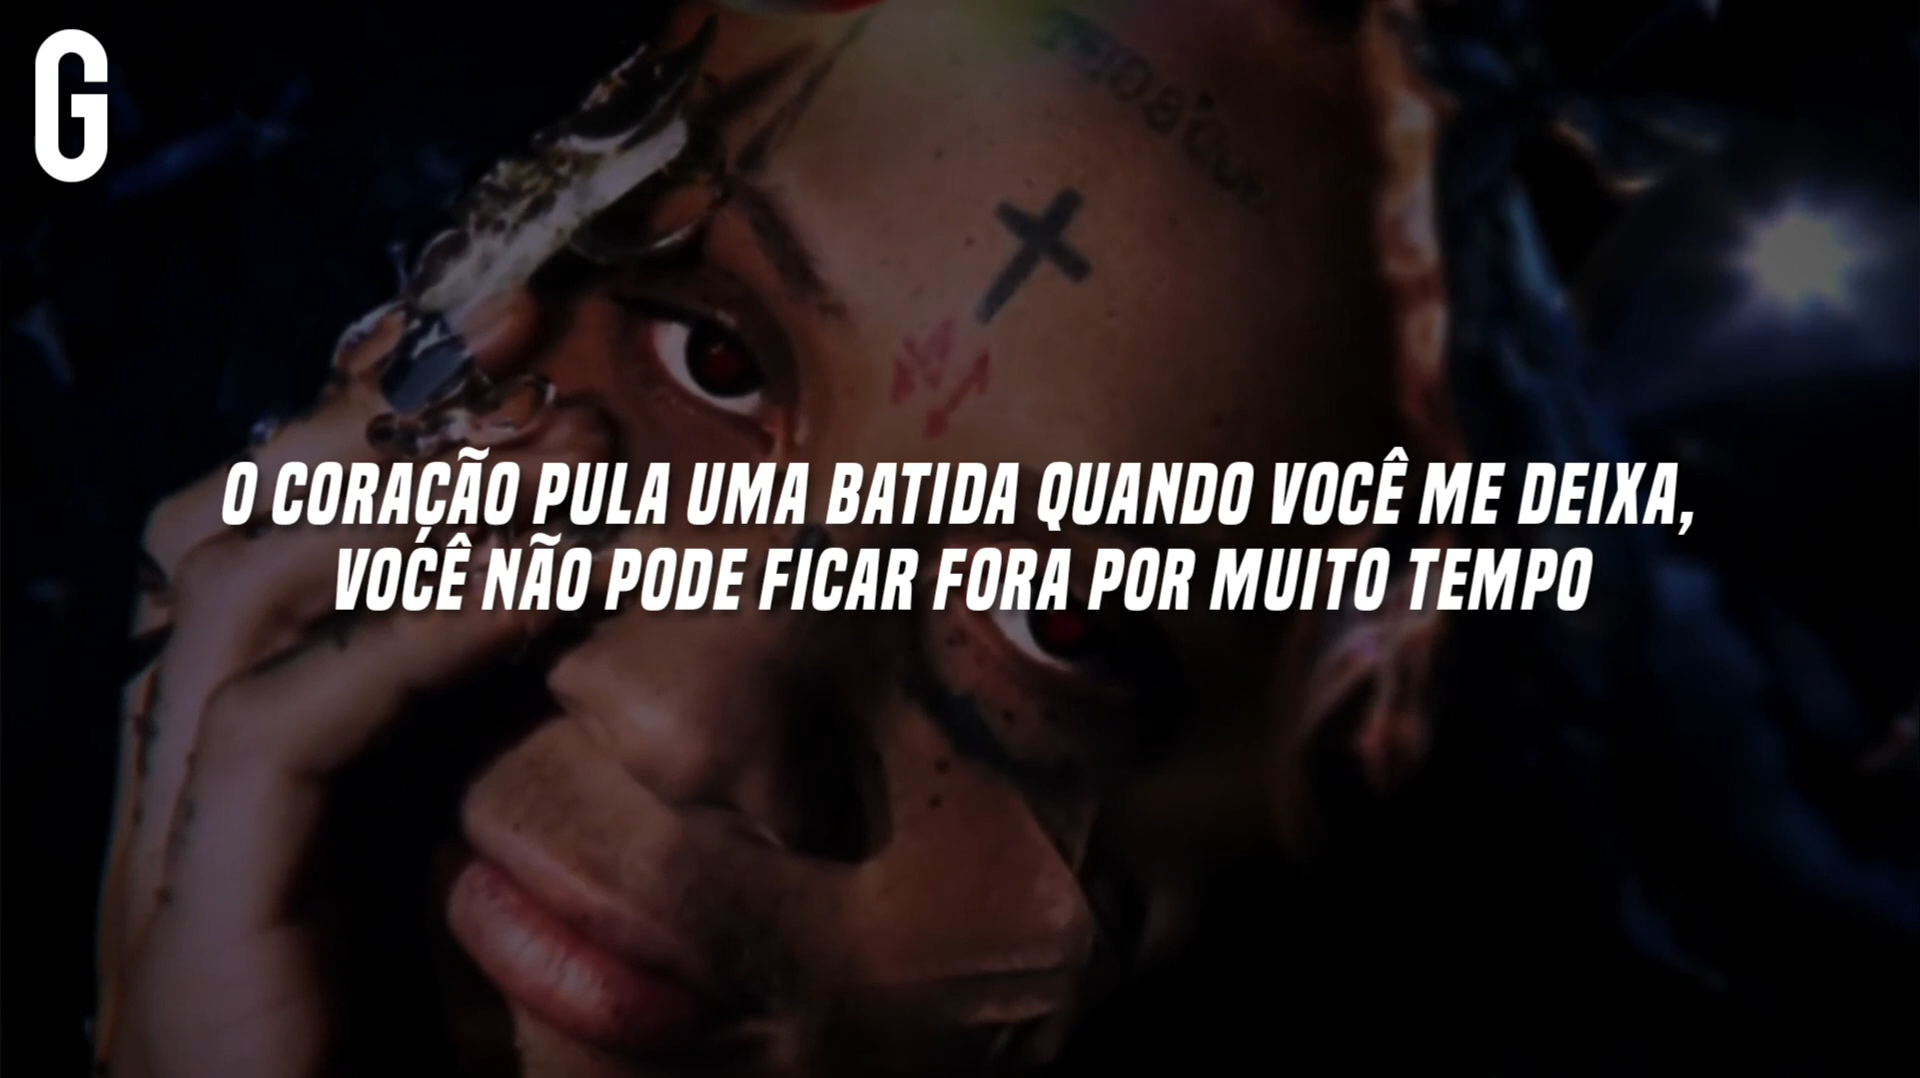 G
O CORAÇÃO PULA UMA BATIDA QUANDO VOCÊ ME DEIXA,
VOCÊ NÃO PODE FICAR FORA POR MUITO TEMPO